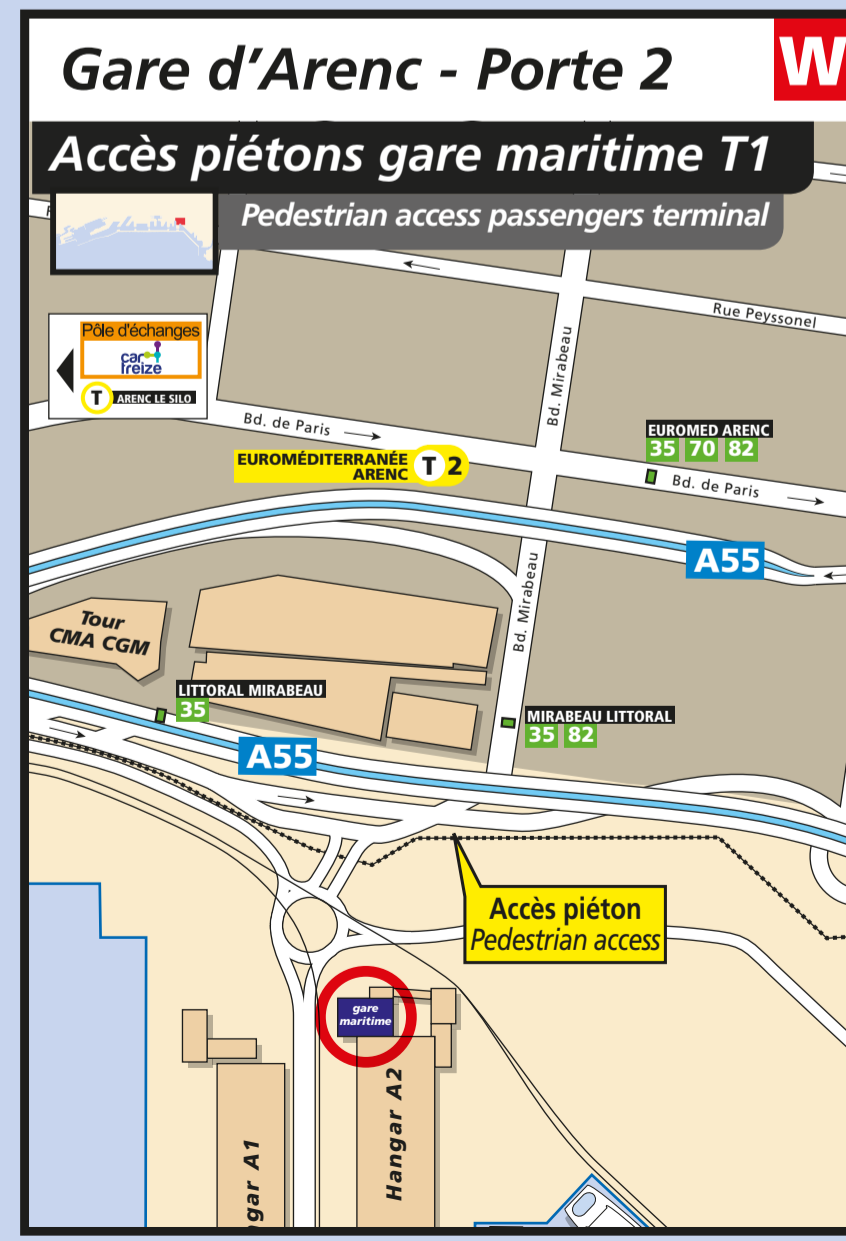 Gare d'Arenc - Porte 2
W
Accès piétons gare maritime T1
Pedestrian access passengers terminal
Rue Peyssonel
Pôle d'échanges
car
treize
T ARENC LE SILO
Bd. Mirabeau
Bd. de Paris
EUROMED ARENC
35 70 82
EUROMÉDITERRANÉE
ARENC
T 2
Bd. de Paris
A55
Bd. Mirabeau
Tour
CMA CGM
LITTORAL MIRABEAU
35
MIRABEAU LITTORAL
35 82
A55
Accès piéton
Pedestrian access
gare
maritime
Hangar A2
gar A1